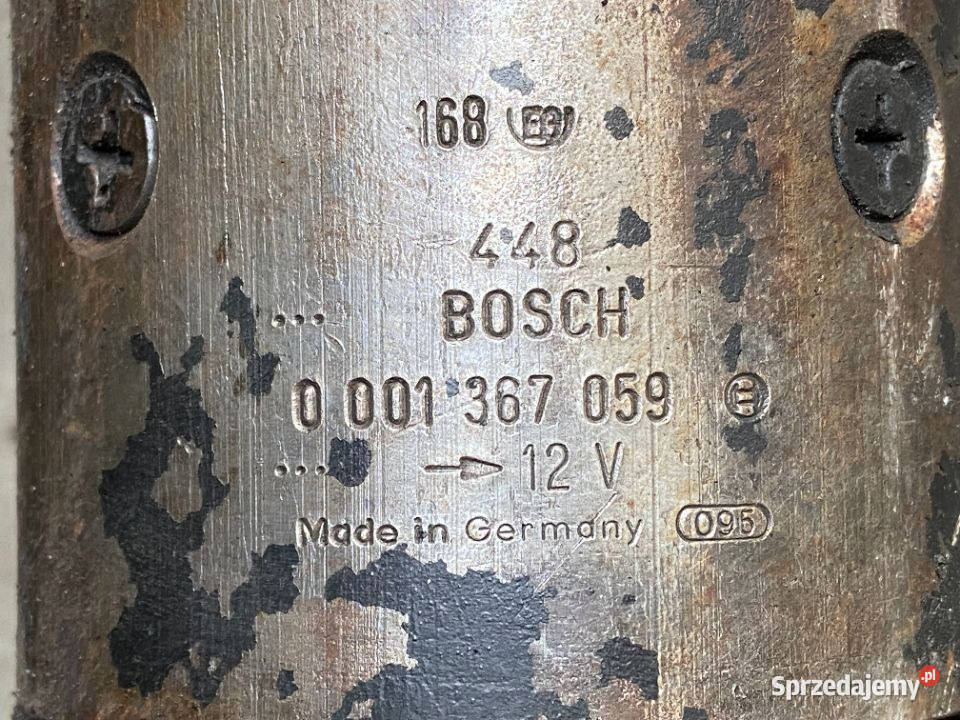 168
448
BOSCH
0 001 367 059
12 V
Made in Germany 095
Sprzedajemy.pl